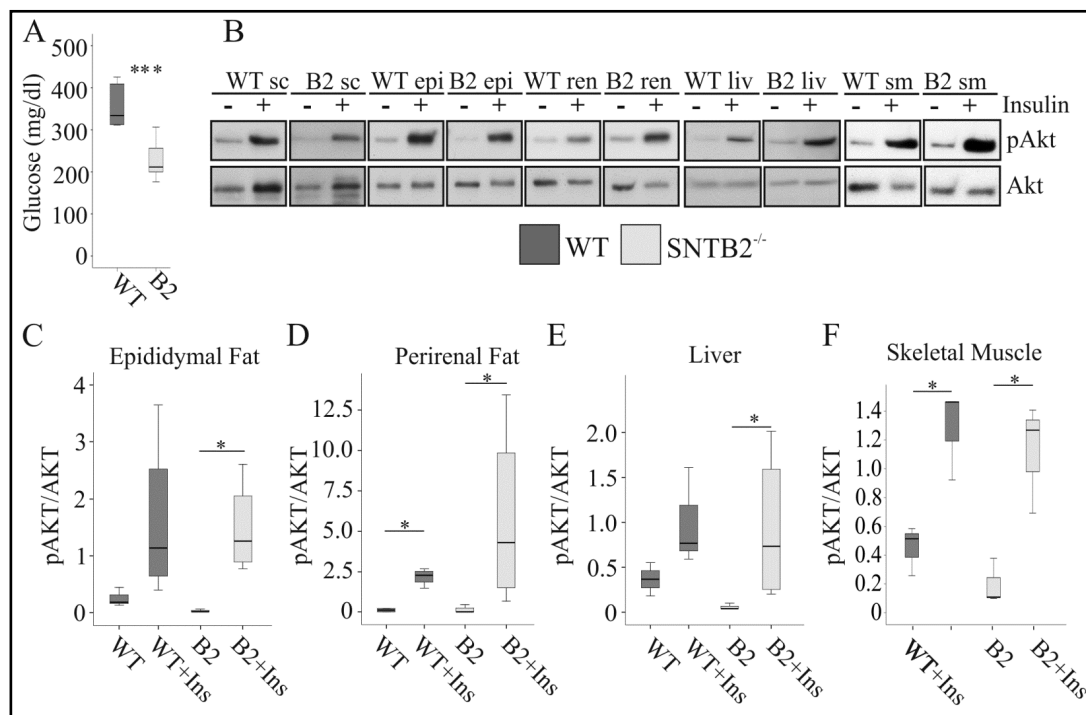 A
Glucose (mg/dl)
500
400
300
200
100
0
***
WT
B2
B
WT sc
B2 sc
WT epi
B2 epi
WT ren
B2 ren
WT liv
B2 liv
WT sm
B2 sm
- + - + - + - + - + - + - + - + - + - + Insulin
pAkt
Akt
WT
SNTB2-/-
C
Epididymal Fat
pAKT/AKT
4
3
2
1
0
*
WT
WT+Ins
B2
B2+Ins
D
Perirenal Fat
pAKT/AKT
12.5
10.0
7.5
5.0
2.5
0
*
*
WT
WT+Ins
B2
B2+Ins
E
Liver
pAKT/AKT
2.0
1.5
1.0
0.5
0
*
WT
WT+Ins
B2
B2+Ins
F
Skeletal Muscle
pAKT/AKT
1.4
1.2
1.0
0.8
0.6
0.4
0.2
0
*
*
WT
WT+Ins
B2
B2+Ins